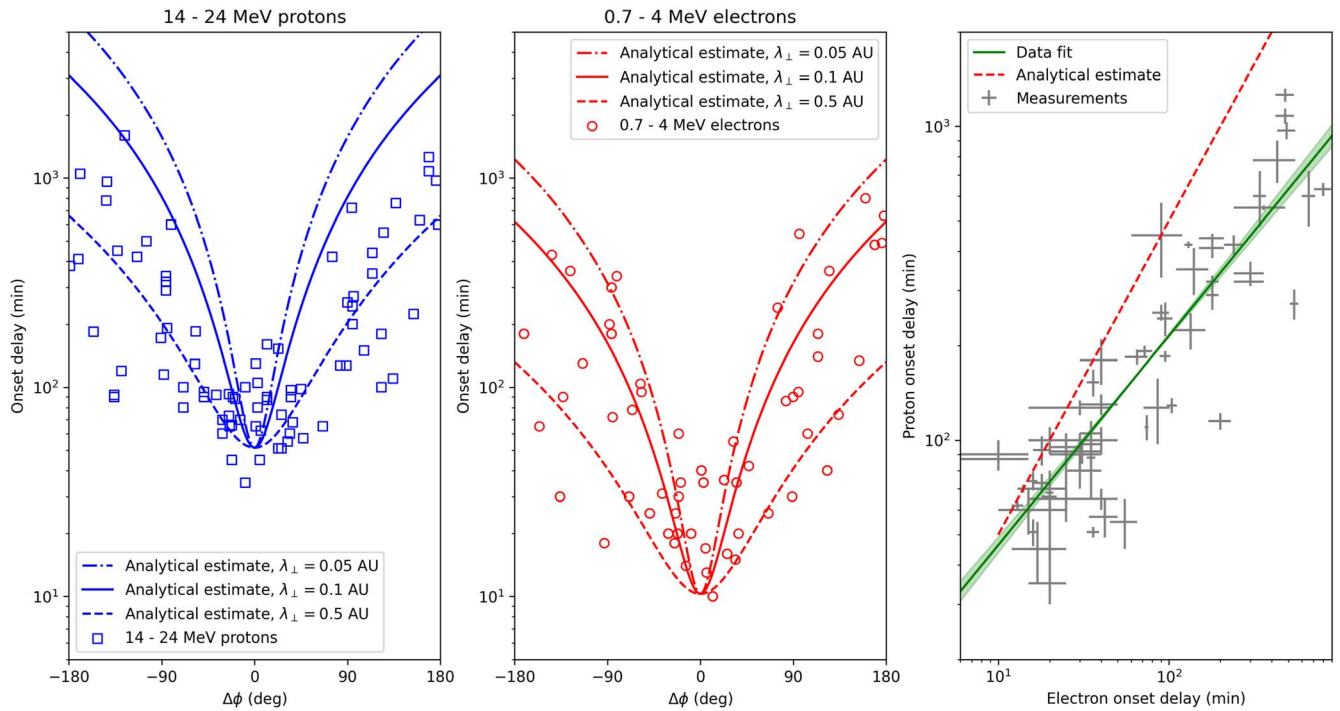 14 - 24 MeV protons
Onset delay (min)
10³
10²
10¹
Analytical estimate, λ⊥ = 0.05 AU
Analytical estimate, λ⊥ = 0.1 AU
Analytical estimate, λ⊥ = 0.5 AU
14 - 24 MeV protons
−180
−90
0
90
180
Δϕ (deg)
0.7 - 4 MeV electrons
Analytical estimate, λ⊥ = 0.05 AU
Analytical estimate, λ⊥ = 0.1 AU
Analytical estimate, λ⊥ = 0.5 AU
0.7 - 4 MeV electrons
Onset delay (min)
10³
10²
10¹
−180
−90
0
90
180
Δϕ (deg)
Data fit
Analytical estimate
Measurements
Proton onset delay (min)
10³
10²
10¹
10²
Electron onset delay (min)